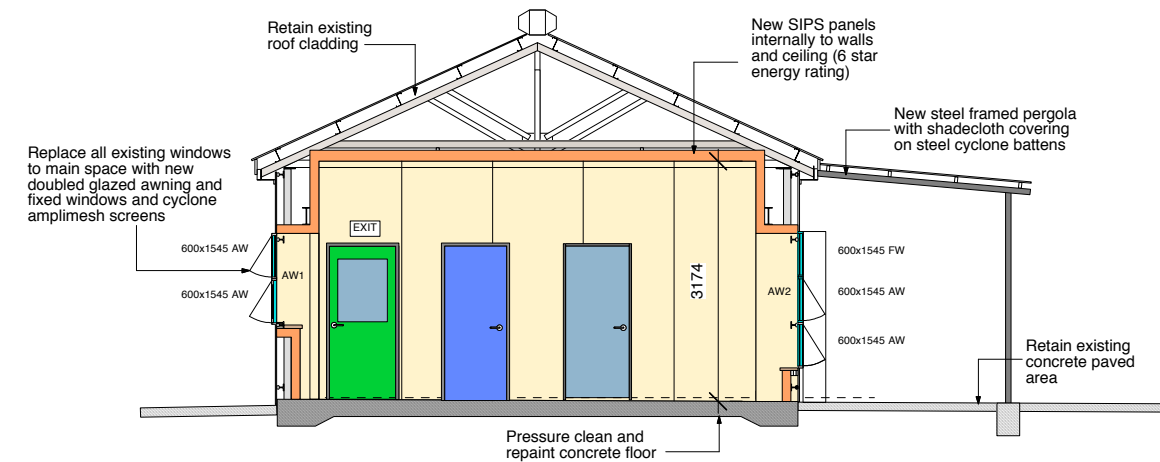 Retain existing
roof cladding
New SIPS panels
internally to walls
and ceiling (6 star
energy rating)
New steel framed pergola
with shadecloth covering
on steel cyclone battens
Replace all existing windows
to main space with new
doubled glazed awning and
fixed windows and cyclone
amplimesh screens
EXIT
600x1545 AW
600x1545 AW
AW1
3174
AW2
600x1545 FW
600x1545 AW
600x1545 AW
Retain existing
concrete paved
area
Pressure clean and
repaint concrete floor